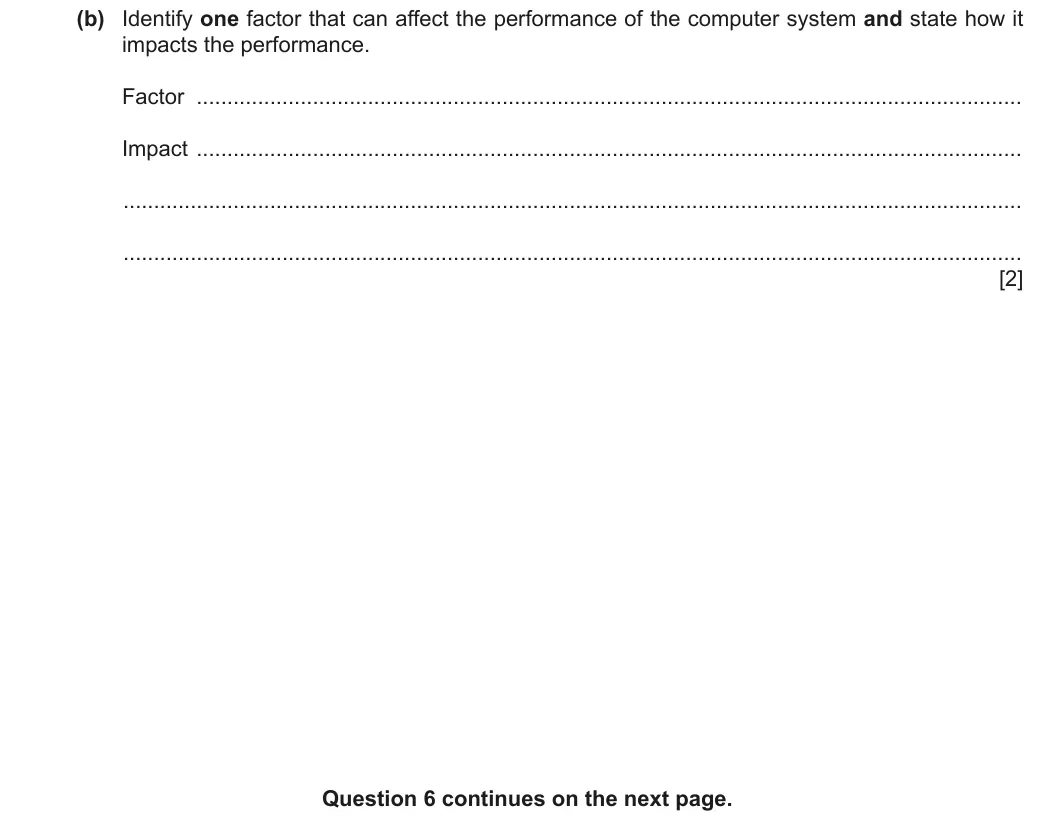 (b) Identify one factor that can affect the performance of the computer system and state how it
impacts the performance.
Factor ....................................................................................................................................
Impact ....................................................................................................................................
................................................................................................................................................
................................................................................................................................................
[2]
Question 6 continues on the next page.